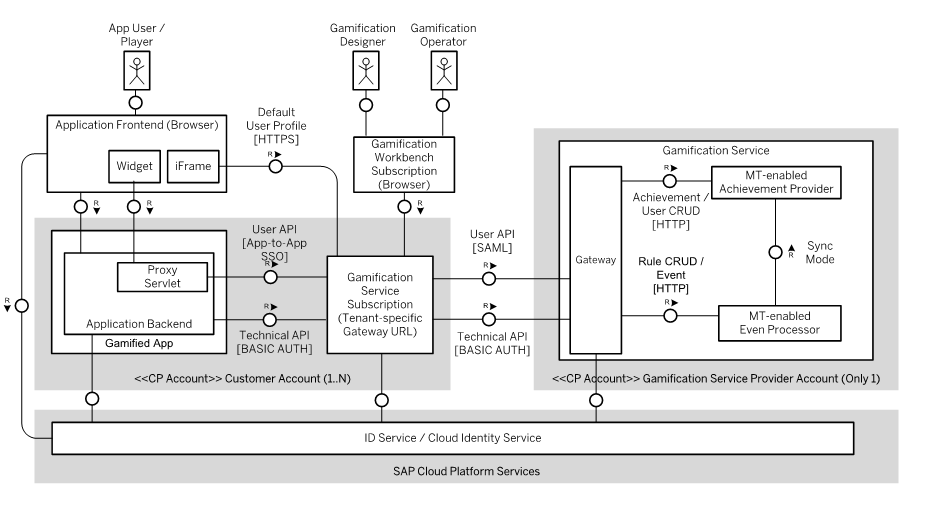 App User /
Player
Gamification
Designer
Gamification
Operator
Application Frontend (Browser)
Widget
iFrame
Default
User Profile
[HTTPS]
R
Gamification
Workbench
Subscription
(Browser)
Gamification Service
Gateway
R
MT-enabled
Achievement Provider
Achievement /
User CRUD
[HTTP]
R
Sync
Mode
Rule CRUD /
Event
[HTTP]
R
MT-enabled
Even Processor
R
R
R
User API
[App-to-App
SSO]
R
User API
[SAML]
R
Proxy
Servlet
Application Backend
Gamified App
Gamification
Service
Subscription
(Tenant-specific
Gateway URL)
R
R
Technical API
[BASIC AUTH]
R
Technical API
[BASIC AUTH]
<<CP Account>> Customer Account (1..N)
<<CP Account>> Gamification Service Provider Account (Only 1)
ID Service / Cloud Identity Service
SAP Cloud Platform Services